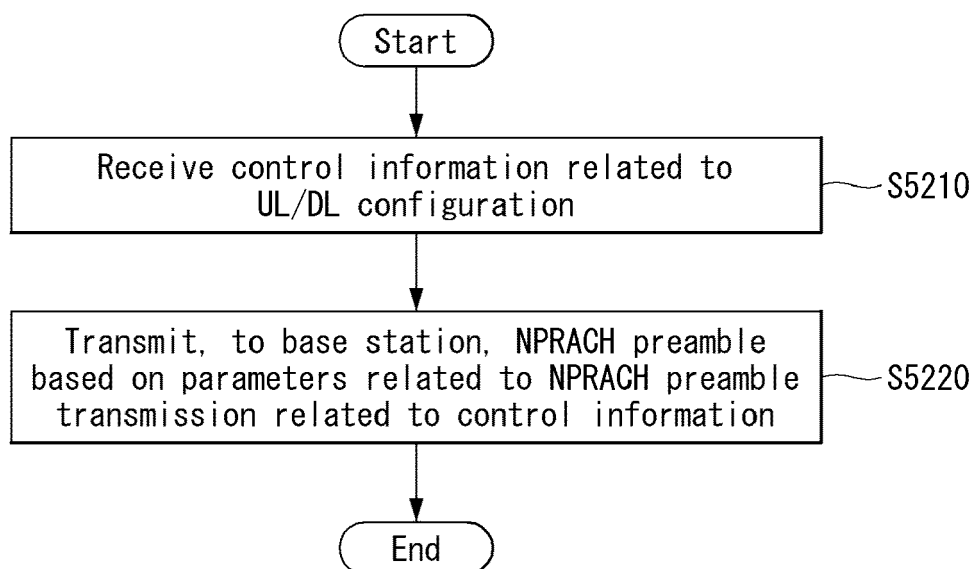 Start
Receive control information related to
UL/DL configuration
S5210
Transmit, to base station, NPRACH preamble
based on parameters related to NPRACH preamble
transmission related to control information
S5220
End